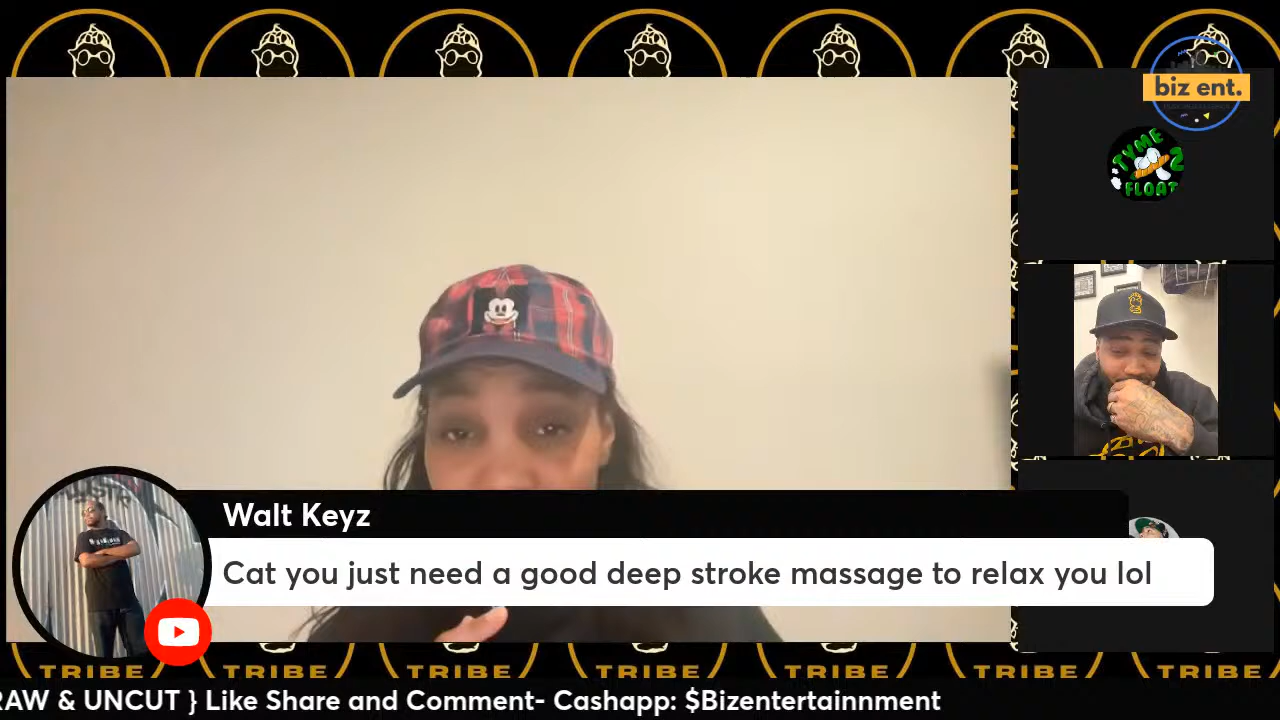 biz ent.
TYME
2
FLOAT
Walt Keyz
Cat you just need a good deep stroke massage to relax you lol
TRIBE TRIBE TRIBE TRIBE TRIBE TRIBE
RAW & UNCUT } Like Share and Comment- Cashapp: $Bizentertainnment